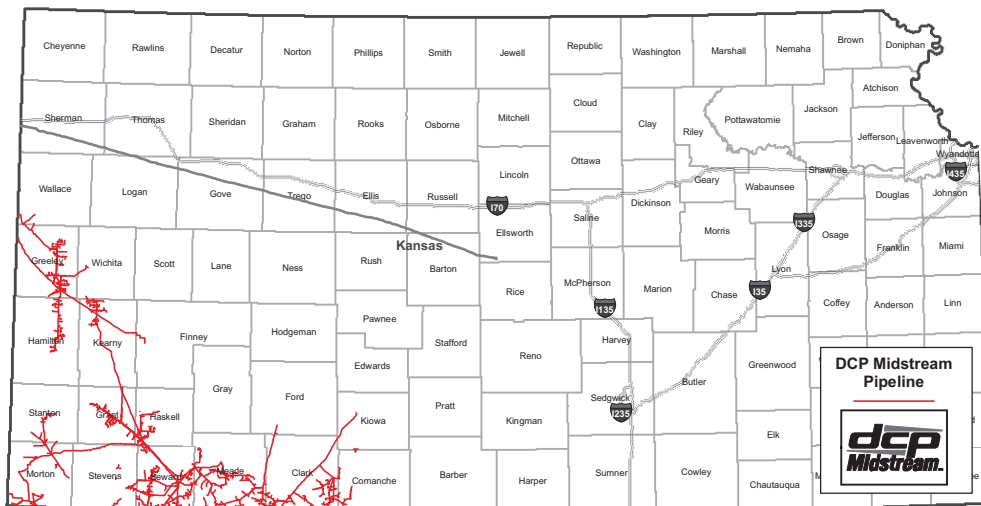 Cheyenne
Rawlins
Decatur
Norton
Phillips
Smith
Jewell
Republic
Washington
Marshall
Nemaha
Brown
Doniphan
Sherman
Thomas
Sheridan
Graham
Rooks
Osborne
Mitchell
Cloud
Clay
Riley
Pottawatomie
Jackson
Atchison
Jefferson
Leavenworth
Wyandotte
Wallace
Logan
Gove
Trego
Ellis
Russell
Lincoln
Ottawa
Saline
Dickinson
Geary
Wabaunsee
Shawnee
Douglas
Johnson
I70
I435
I335
Kansas
Ellsworth
Morris
Osage
Franklin
Miami
Greeley
Wichita
Scott
Lane
Ness
Rush
Barton
Rice
McPherson
Marion
Chase
Lyon
I35
I135
Coffey
Anderson
Linn
Hamilton
Kearny
Finney
Hodgeman
Pawnee
Stafford
Edwards
Reno
Harvey
Greenwood
Butler
Sedgwick
I235
Stanton
Grant
Haskell
Gray
Ford
Kiowa
Pratt
Kingman
Elk
Morton
Stevens
Seward
Meade
Clark
Comanche
Barber
Harper
Sumner
Cowley
Chautauqua
DCP Midstream
Pipeline
dcp
Midstream™